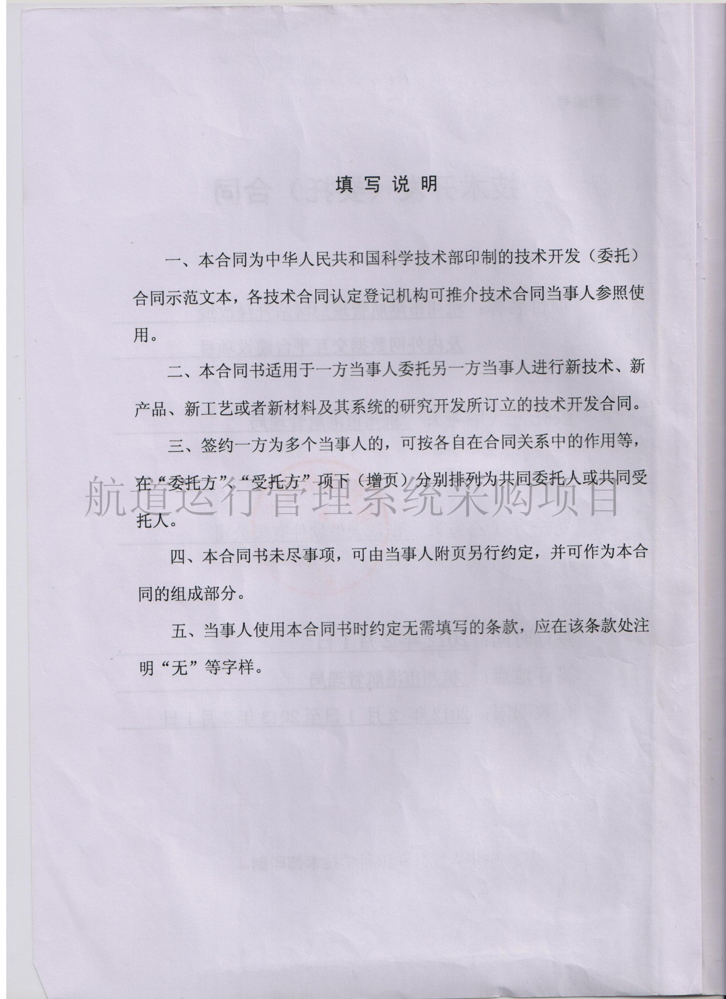 填写说明
一、本合同为中华人民共和国科学技术部印制的技术开发（委托）
合同示范文本，各技术合同认定登记机构可推介技术合同当事人参照使
用。
二、本合同书适用于一方当事人委托另一方当事人进行新技术、新
产品、新工艺或者新材料及其系统的研究开发所订立的技术开发合同。
三、签约一方为多个当事人的，可按各自在合同关系中的作用等，
在“委托方”、“受托方”项下（增页）分别排列为共同委托人或共同受
航道运行管理系统采购项目
托人。
四、本合同书未尽事项，可由当事人附页另行约定，并可作为本合
同的组成部分。
五、当事人使用本合同书时约定无需填写的条款，应在该条款处注
明“无”等字样。